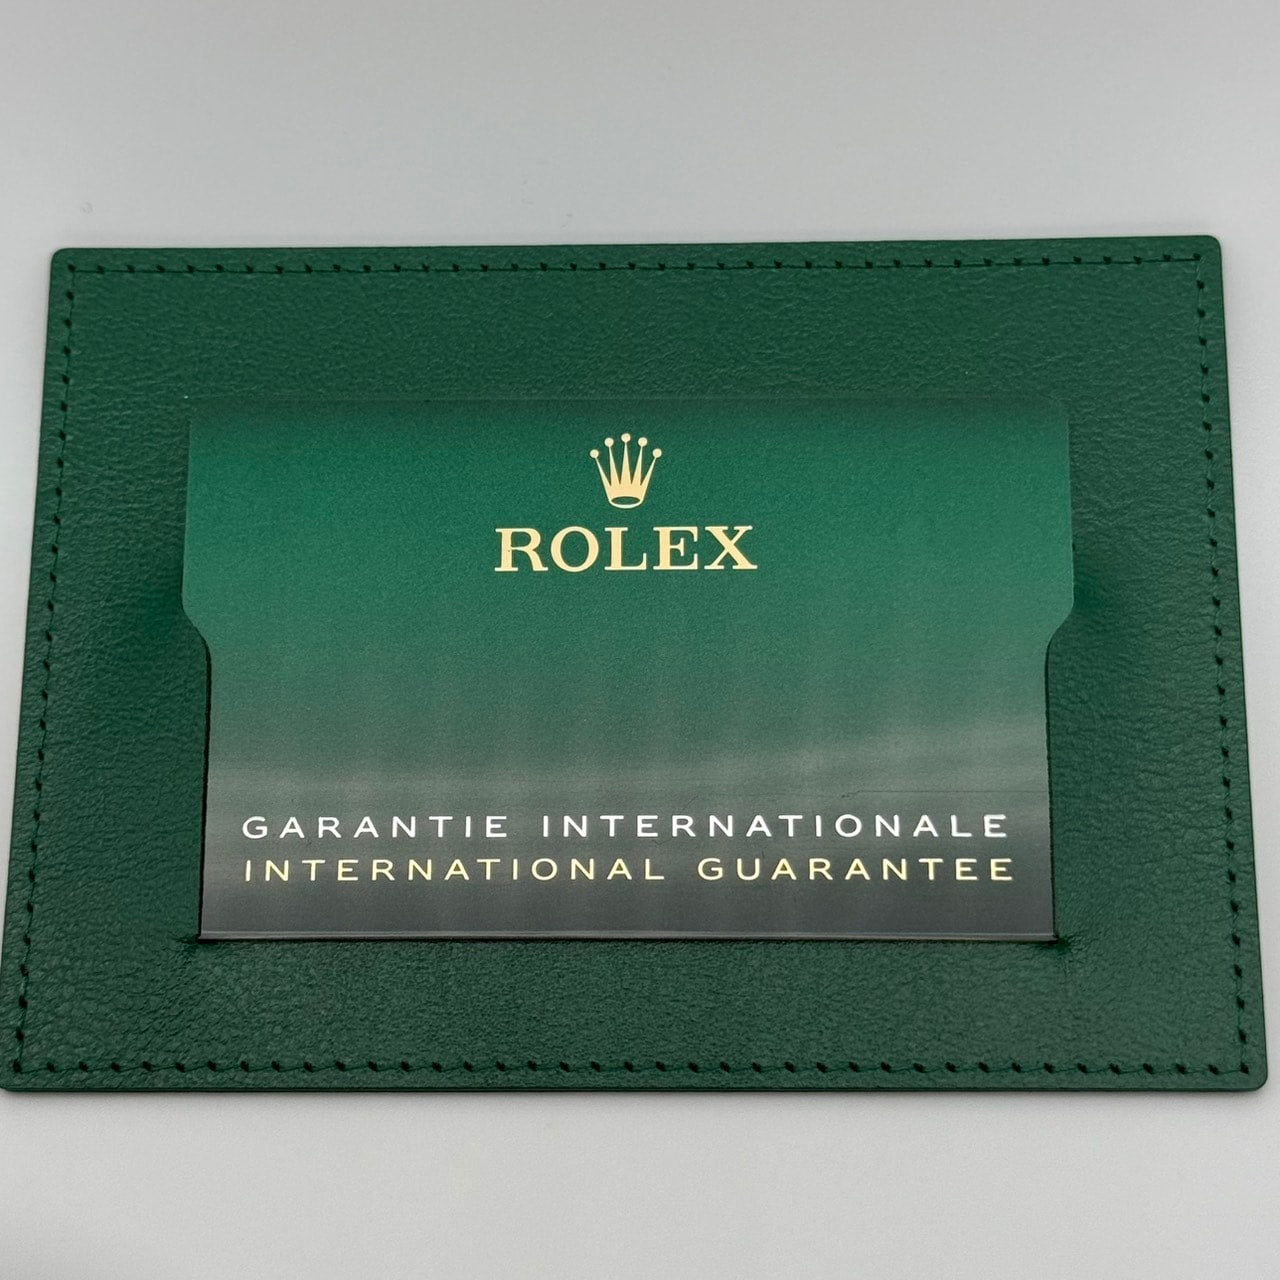 ROLEX
GARANTIE INTERNATIONALE
INTERNATIONAL GUARANTEE